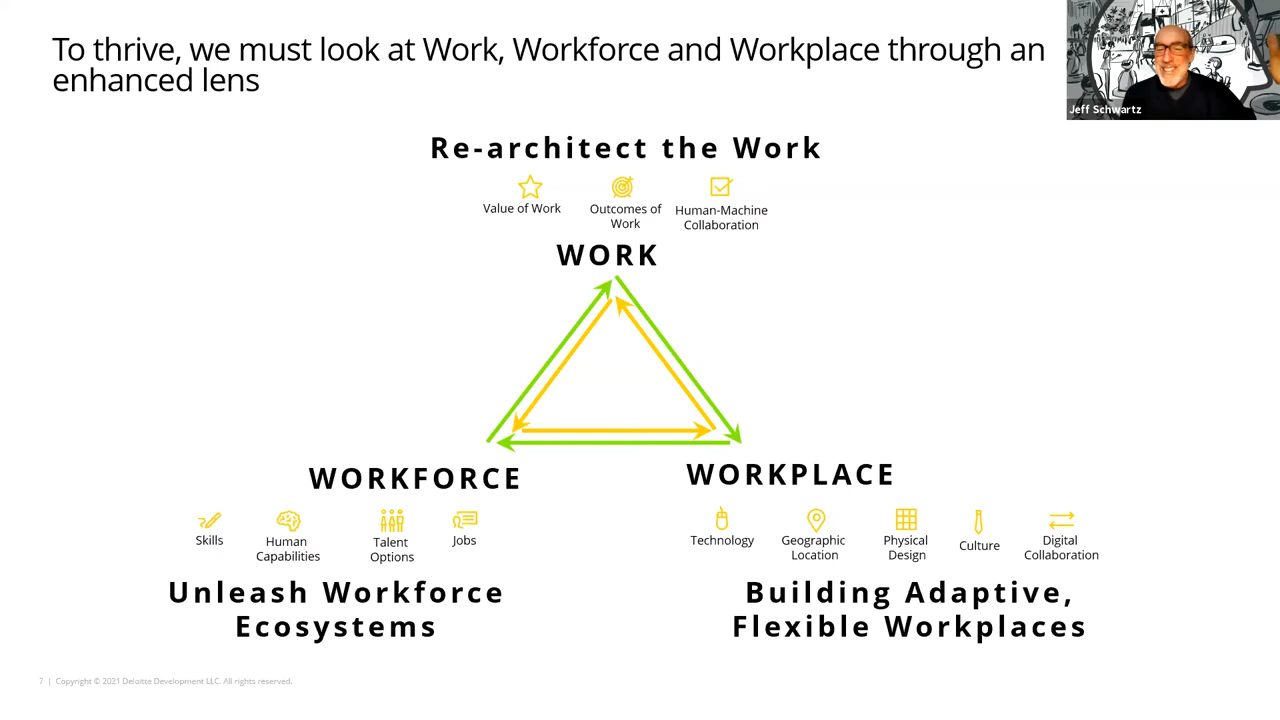 To thrive, we must look at Work, Workforce and Workplace through an
enhanced lens
Jeff Schwartz
Re-architect the Work
Value of Work
Outcomes of
Work
Human-Machine
Collaboration
WORK
WORKFORCE
Skills
Human
Capabilities
Talent
Options
Jobs
Unleash Workforce
Ecosystems
WORKPLACE
Technology
Geographic
Location
Physical
Design
Culture
Digital
Collaboration
Building Adaptive,
Flexible Workplaces
7 | Copyright © 2021 Deloitte Development LLC. All rights reserved.